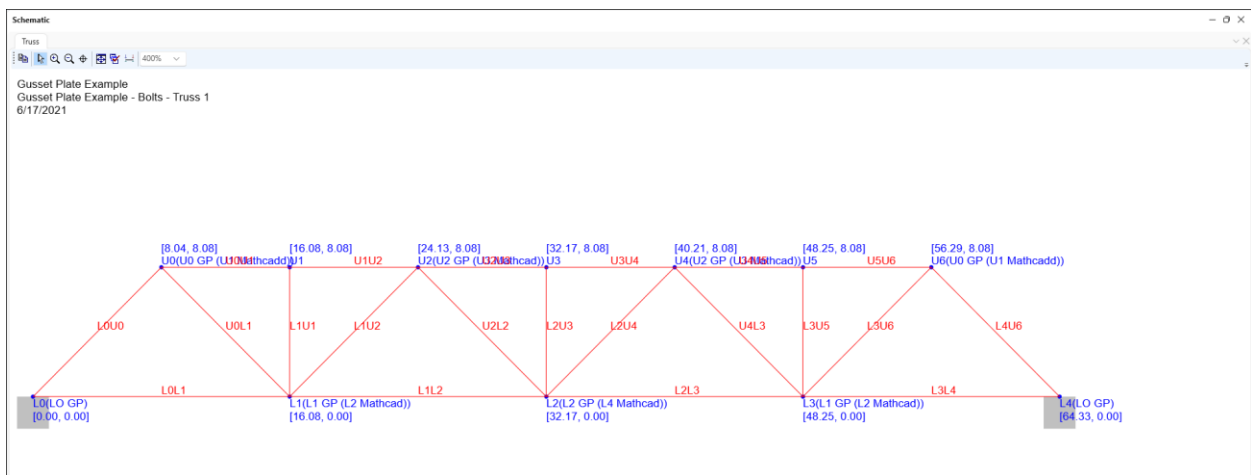 Schematic
Truss
400%
Gusset Plate Example
Gusset Plate Example - Bolts - Truss 1
6/17/2021
[8.04, 8.08] [16.08, 8.08] [24.13, 8.08] [32.17, 8.08] [40.21, 8.08] [48.25, 8.08] [56.29, 8.08]
U0(U0 GP (U1 Mathcadd)) U1 U1U2 U2(U2 GP (U3 Mathcad)) U3 U3U4 U4(U2 GP (U3 Mathcad)) U5 U5U6 U6(U0 GP (U1 Mathcadd))
L0U0 U0L1 L1U1 L1U2 U2L2 L2U3 L2U4 U4L3 L3U5 L3U6 L4U6
L0L1 L1L2 L2L3 L3L4
L0(LO GP) L1(L1 GP (L2 Mathcad)) L2(L2 GP (L4 Mathcad)) L3(L1 GP (L2 Mathcad)) L4(LO GP)
[0.00, 0.00] [16.08, 0.00] [32.17, 0.00] [48.25, 0.00] [64.33, 0.00]